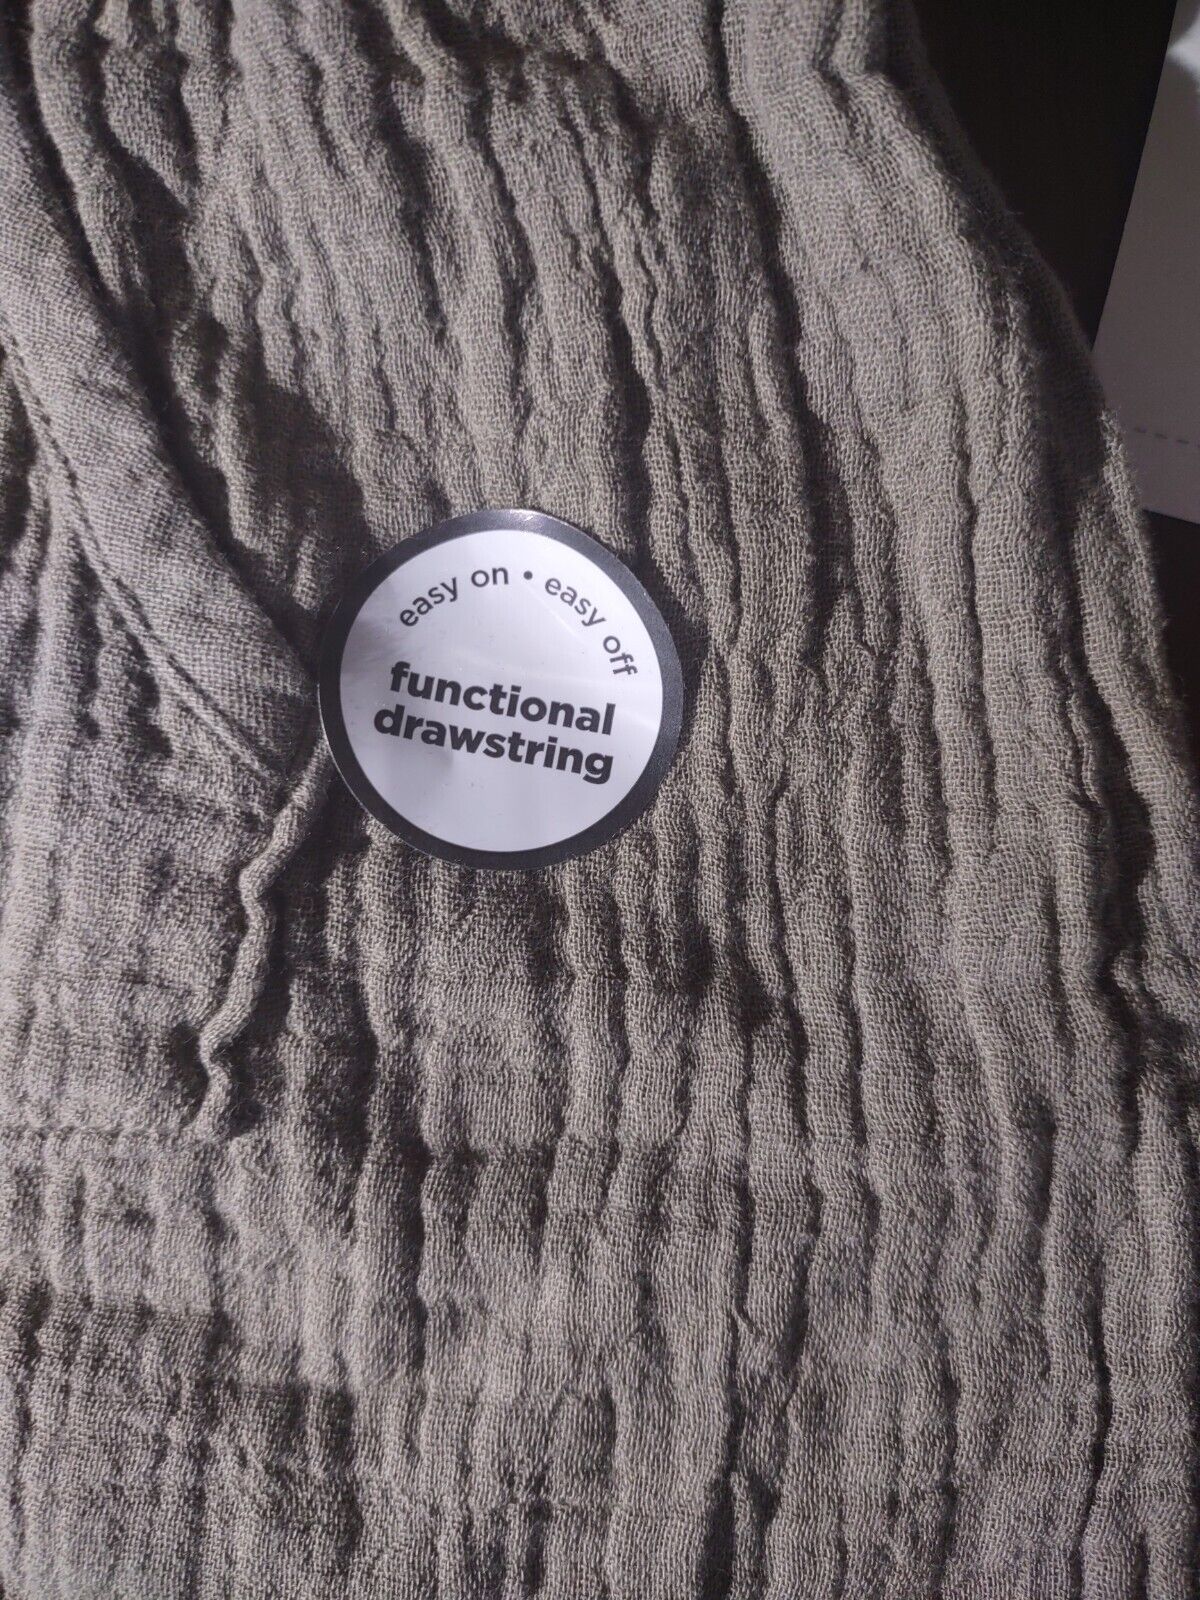 easy on • easy off
functional
drawstring